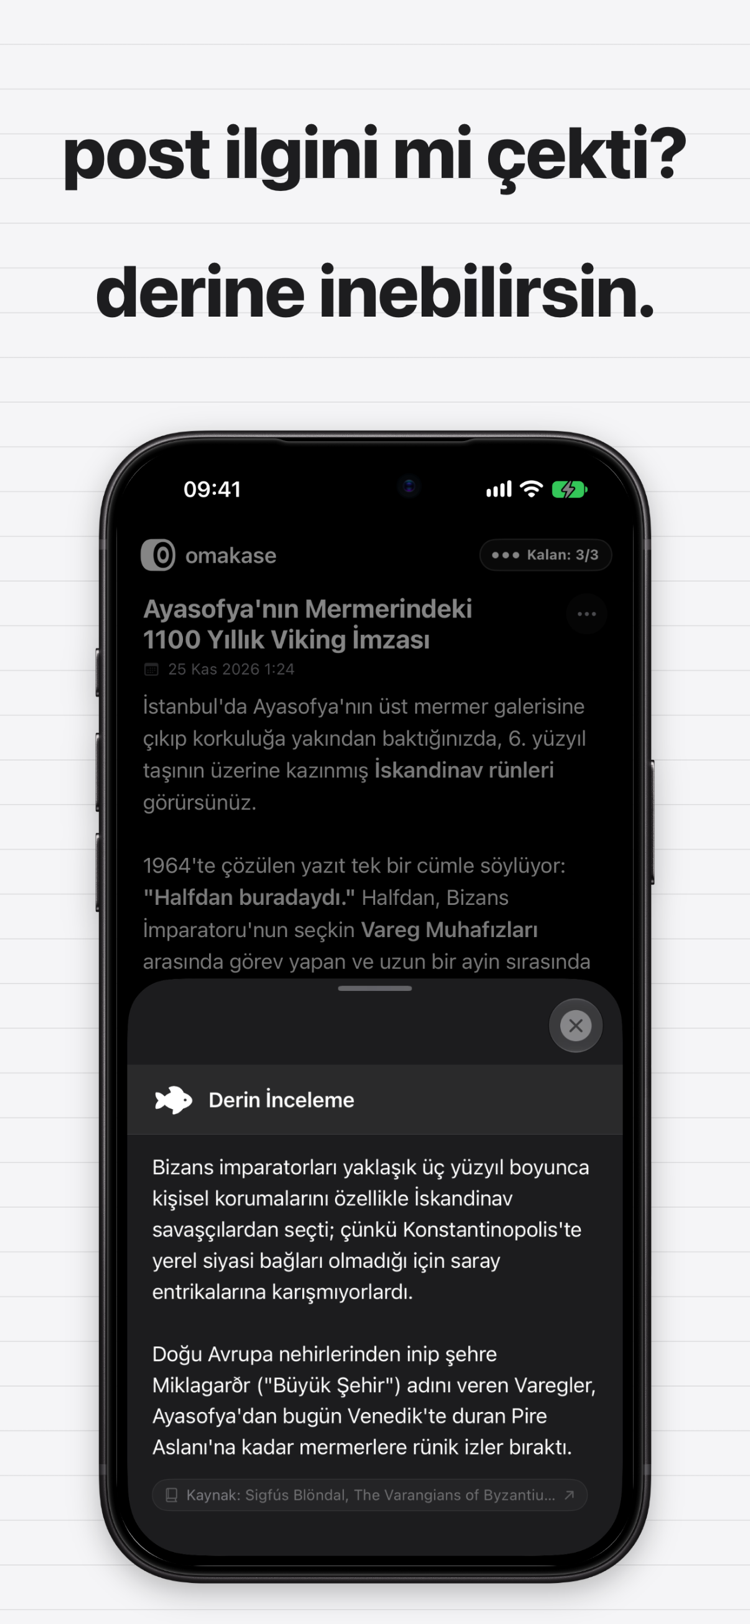 post ilgini mi çekti?
derine inebilirsin.
09:41
omakase
Kalan: 3/3
Ayasofya'nın Mermerindeki
1100 Yıllık Viking İmzası
25 Kas 2026 1:24
İstanbul'da Ayasofya'nın üst mermer galerisine
çıkıp korkuluğa yakından baktığınızda, 6. yüzyıl
taşının üzerine kazınmış İskandinav rünleri
görürsünüz.
1964'te çözülen yazıt tek bir cümle söylüyor:
"Halfdan buradaydı." Halfdan, Bizans
İmparatoru'nun seçkin Vareg Muhafızları
arasında görev yapan ve uzun bir ayin sırasında
Derin İnceleme
Bizans imparatorları yaklaşık üç yüzyıl boyunca
kişisel korumalarını özellikle İskandinav
savaşçılardan seçti; çünkü Konstantinopolis'te
yerel siyasi bağları olmadığı için saray
entrikalarına karışmıyorlardı.
Doğu Avrupa nehirlerinden inip şehre
Miklagarðr ("Büyük Şehir") adını veren Varegler,
Ayasofya'dan bugün Venedik'te duran Pire
Aslanı'na kadar mermerlere rünik izler bıraktı.
Kaynak: Sigfús Blöndal, The Varangians of Byzantiu...